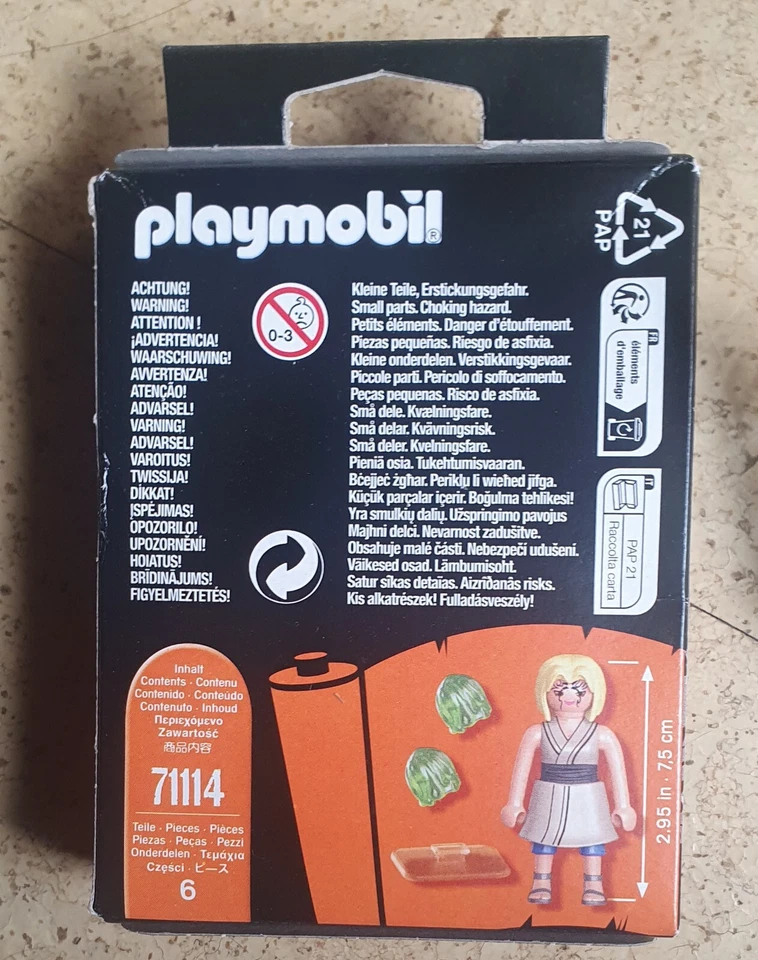 playmobil®
21
PAP
ACHTUNG!
WARNING!
ATTENTION !
¡ADVERTENCIA!
WAARSCHUWING!
AVVERTENZA!
ATENÇÃO!
ADVARSEL!
VARNING!
ADVARSEL!
VAROITUS!
TWISSIJA!
DİKKAT!
ĮSPĖJIMAS!
OPOZORILO!
UPOZORNĚNÍ!
HOIATUS!
BRĪDINĀJUMS!
FIGYELMEZTETÉS!
0-3
Kleine Teile, Erstickungsgefahr.
Small parts. Choking hazard.
Petits éléments. Danger d'étouffement.
Piezas pequeñas. Riesgo de asfixia.
Kleine onderdelen. Verstikkingsgevaar.
Piccole parti. Pericolo di soffocamento.
Peças pequenas. Risco de asfixia.
Små dele. Kvælningsfare.
Små delar. Kvävningsrisk.
Små deler. Kvelningsfare.
Pieniä osia. Tukehtumisvaaran.
Bċejjeċ żgħar. Periklu li wieħed jifga.
Küçük parçalar içerir. Boğulma tehlikesi!
Yra smulkių dalių. Užspringimo pavojus
Majhni delci. Nevarnost zadušitve.
Obsahuje malé části. Nebezpečí udušení.
Väikesed osad. Lämbumisoht.
Satur sīkas detaļas. Aizrīšanās risks.
Kis alkatrészek! Fulladásveszély!
FR
éléments
d'emballage
IT
PAP 21
Raccolta carta
Inhalt
Contents · Contenu
Contenido · Conteúdo
Contenuto · Inhoud
Περιεχόμενο
Zawartość
商品内容
71114
Teile · Pieces · Pièces
Piezas · Peças · Pezzi
Onderdelen · Τεμάχια
Części · ピース
6
2.95 in · 7,5 cm